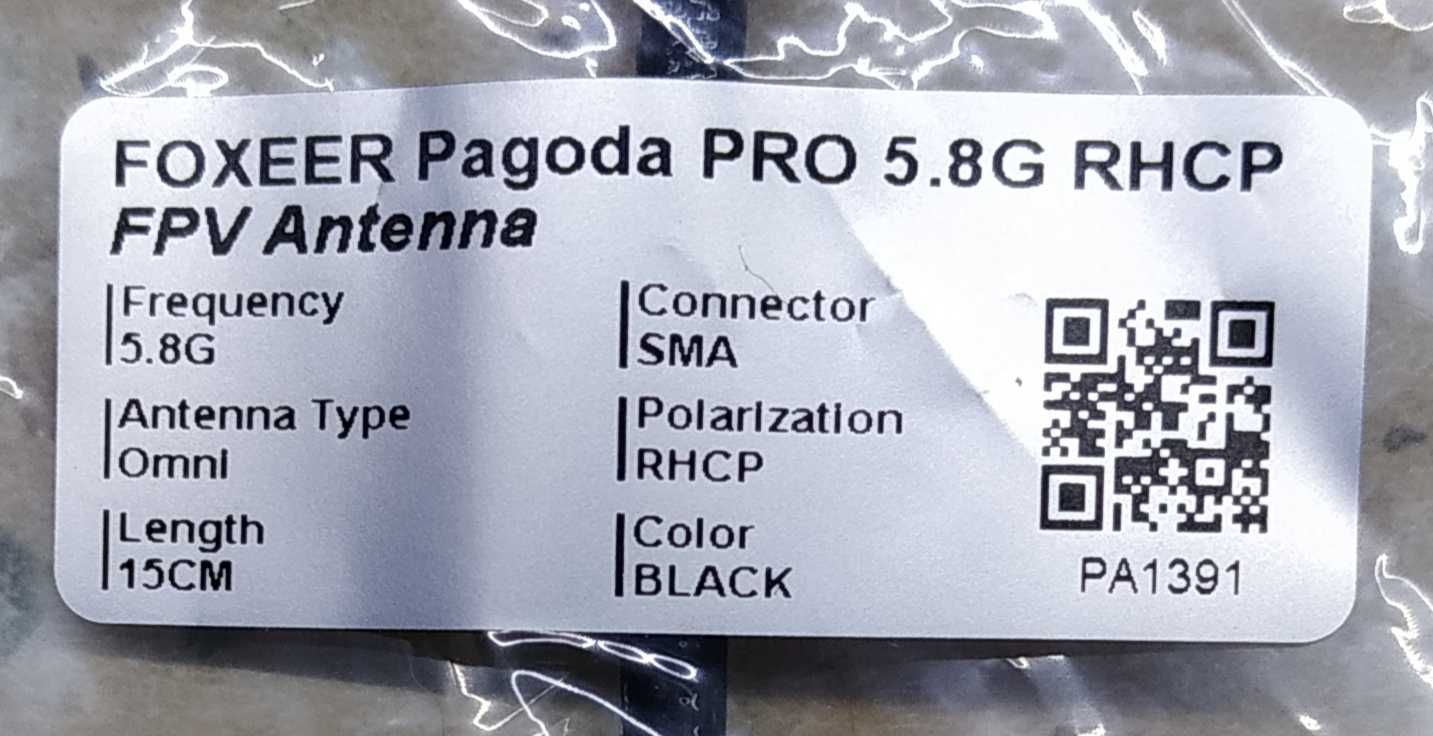 FOXEER Pagoda PRO 5.8G RHCP
FPV Antenna
Frequency
5.8G
Connector
SMA
Antenna Type
Omni
Polarization
RHCP
Length
15CM
Color
BLACK
PA1391